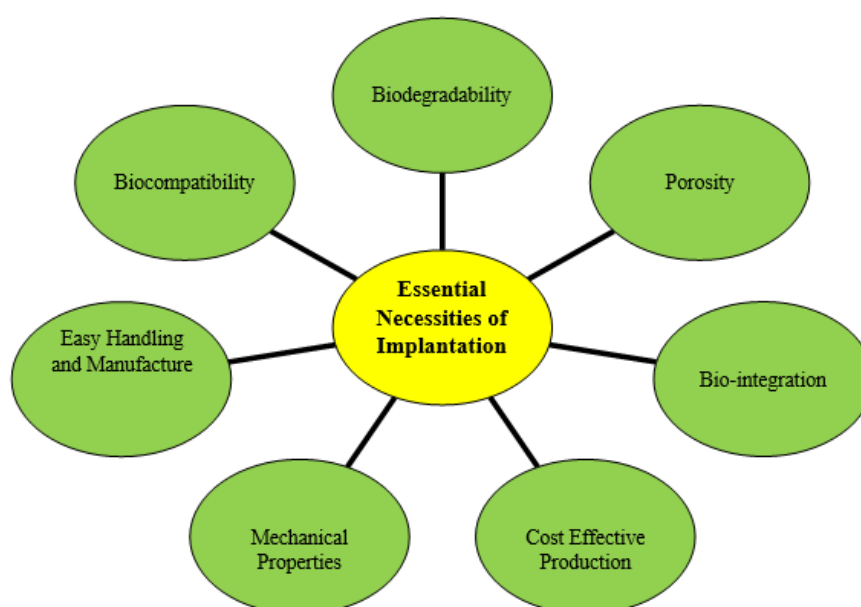 Biodegradability
Biocompatibility
Porosity
Essential
Necessities of
Implantation
Easy Handling
and Manufacture
Bio-integration
Mechanical
Properties
Cost Effective
Production